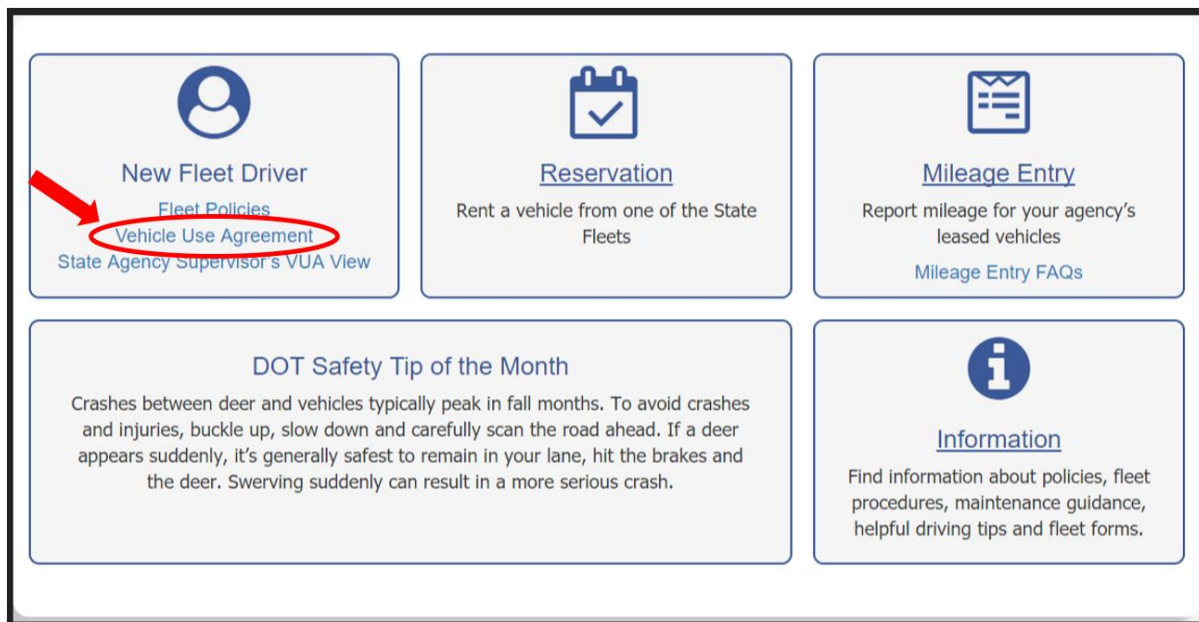 New Fleet Driver
Fleet Policies
Vehicle Use Agreement
State Agency Supervisor's VUA View
Reservation
Rent a vehicle from one of the State
Fleets
Mileage Entry
Report mileage for your agency's
leased vehicles
Mileage Entry FAQs
DOT Safety Tip of the Month
Crashes between deer and vehicles typically peak in fall months. To avoid crashes
and injuries, buckle up, slow down and carefully scan the road ahead. If a deer
appears suddenly, it's generally safest to remain in your lane, hit the brakes and
the deer. Swerving suddenly can result in a more serious crash.
Information
Find information about policies, fleet
procedures, maintenance guidance,
helpful driving tips and fleet forms.